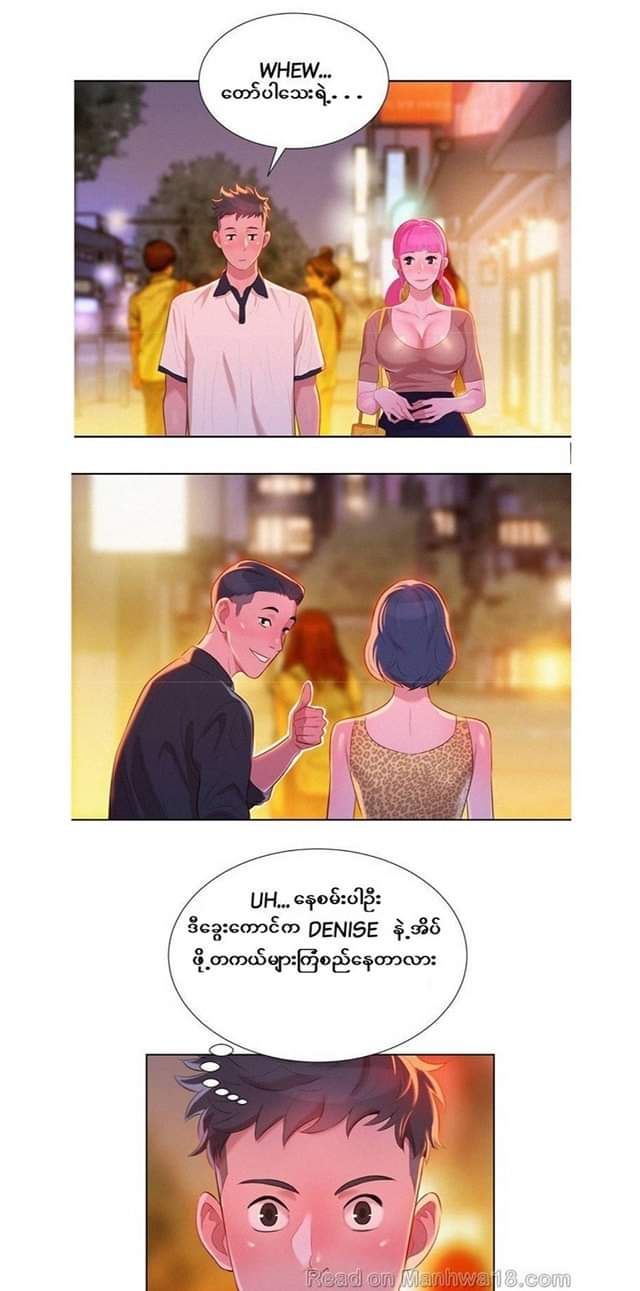 WHEW...
တော်ပါသေးရဲ့...
UH... နေစမ်းပါဦး
ဒီခွေးကောင်က DENISE နဲ့အိပ်
ဖို့တကယ်များကြံစည်နေတာလား
Read on Manhwa18.com